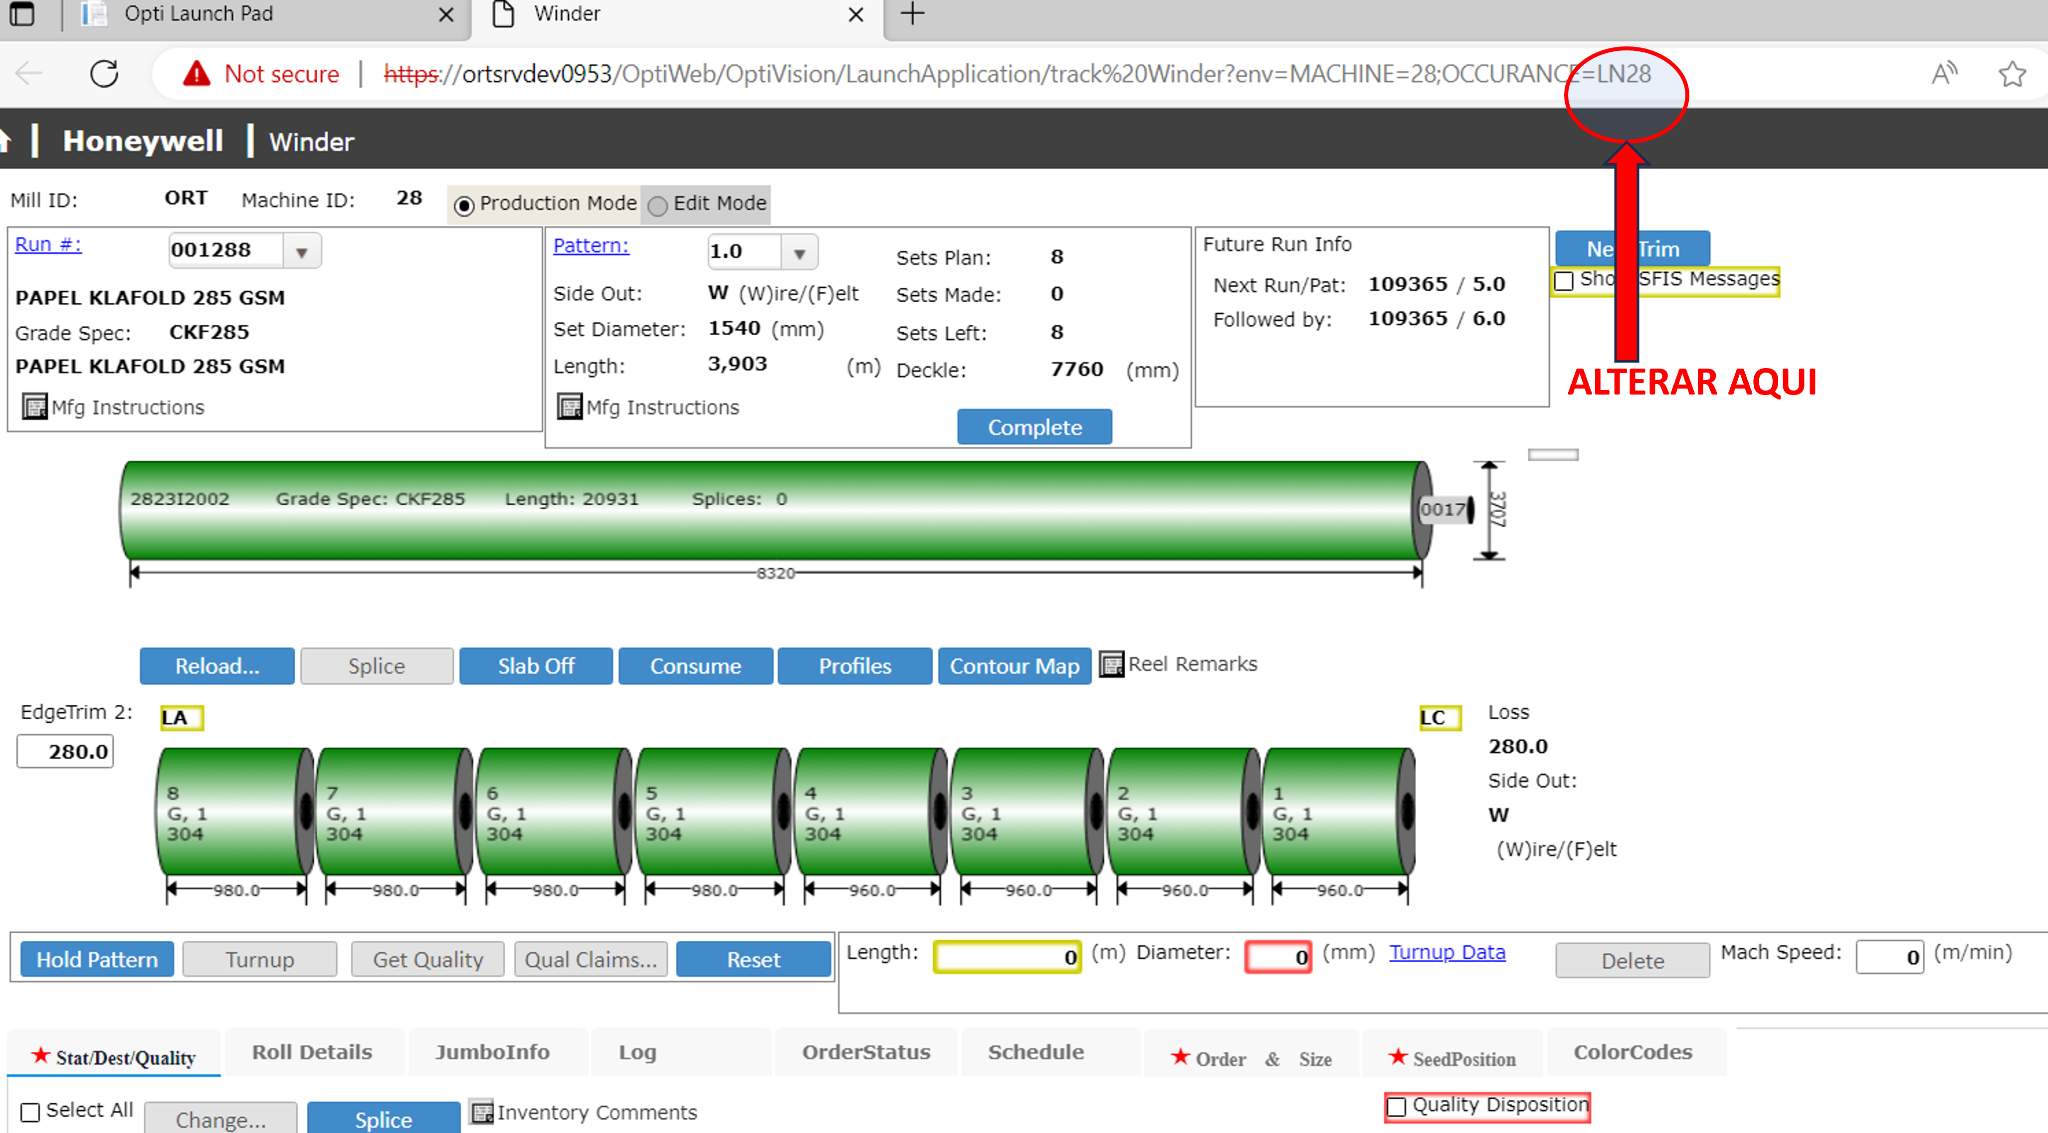 Opti Launch Pad
Winder
Not secure | https://ortsrvdev0953/OptiWeb/OptiVision/LaunchApplication/track%20Winder?env=MACHINE=28;OCCURANCE=LN28
Honeywell | Winder
Mill ID: ORT Machine ID: 28 Production Mode Edit Mode
Run #: 001288
PAPEL KLAFOLD 285 GSM
Grade Spec: CKF285
PAPEL KLAFOLD 285 GSM
Mfg Instructions
Pattern: 1.0
Side Out: W (W)ire/(F)elt
Set Diameter: 1540 (mm)
Length: 3,903 (m)
Mfg Instructions
Sets Plan: 8
Sets Made: 0
Sets Left: 8
Deckle: 7760 (mm)
Complete
Future Run Info
Next Run/Pat: 109365 / 5.0
Followed by: 109365 / 6.0
Trim
SFIS Messages
ALTERAR AQUI
2823I2002 Grade Spec: CKF285 Length: 20931 Splices: 0
0017
3707
8320
Reload... Splice Slab Off Consume Profiles Contour Map Reel Remarks
EdgeTrim 2:
280.0
LA
LC
Loss
280.0
Side Out:
W
(W)ire/(F)elt
8 7 6 5 4 3 2 1
G, 1 G, 1 G, 1 G, 1 G, 1 G, 1 G, 1 G, 1
304 304 304 304 304 304 304 304
980.0 980.0 980.0 980.0 960.0 960.0 960.0 960.0
Hold Pattern Turnup Get Quality Qual Claims... Reset
Length: 0 (m) Diameter: 0 (mm) Turnup Data Delete Mach Speed: 0 (m/min)
Stat/Dest/Quality Roll Details JumboInfo Log OrderStatus Schedule Order & Size SeedPosition ColorCodes
Select All Change... Splice Inventory Comments Quality Disposition